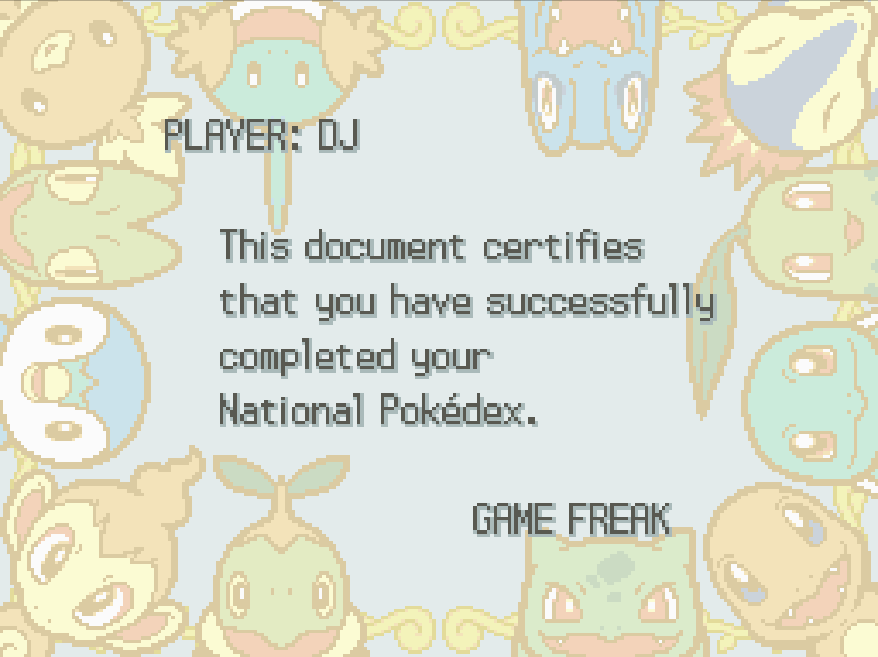 PLAYER: DJ
This document certifies
that you have successfully
completed your
National Pokédex.
GAME FREAK